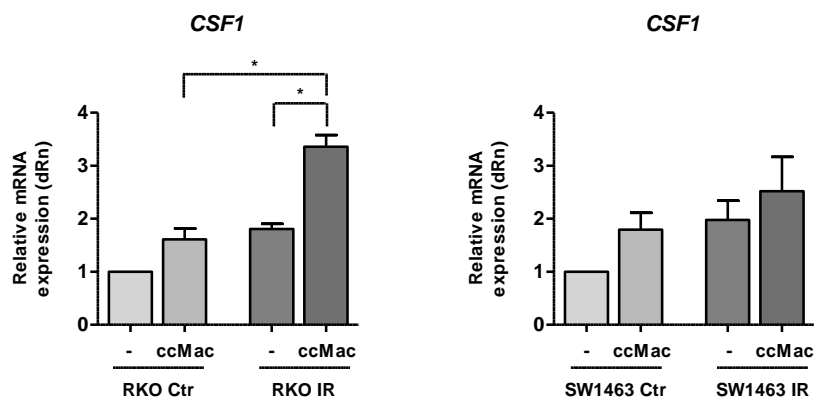 CSF1
*
*
4
3
2
1
0
Relative mRNA
expression (dRn)
- ccMac - ccMac
RKO Ctr RKO IR
CSF1
4
3
2
1
0
Relative mRNA
expression (dRn)
- ccMac - ccMac
SW1463 Ctr SW1463 IR